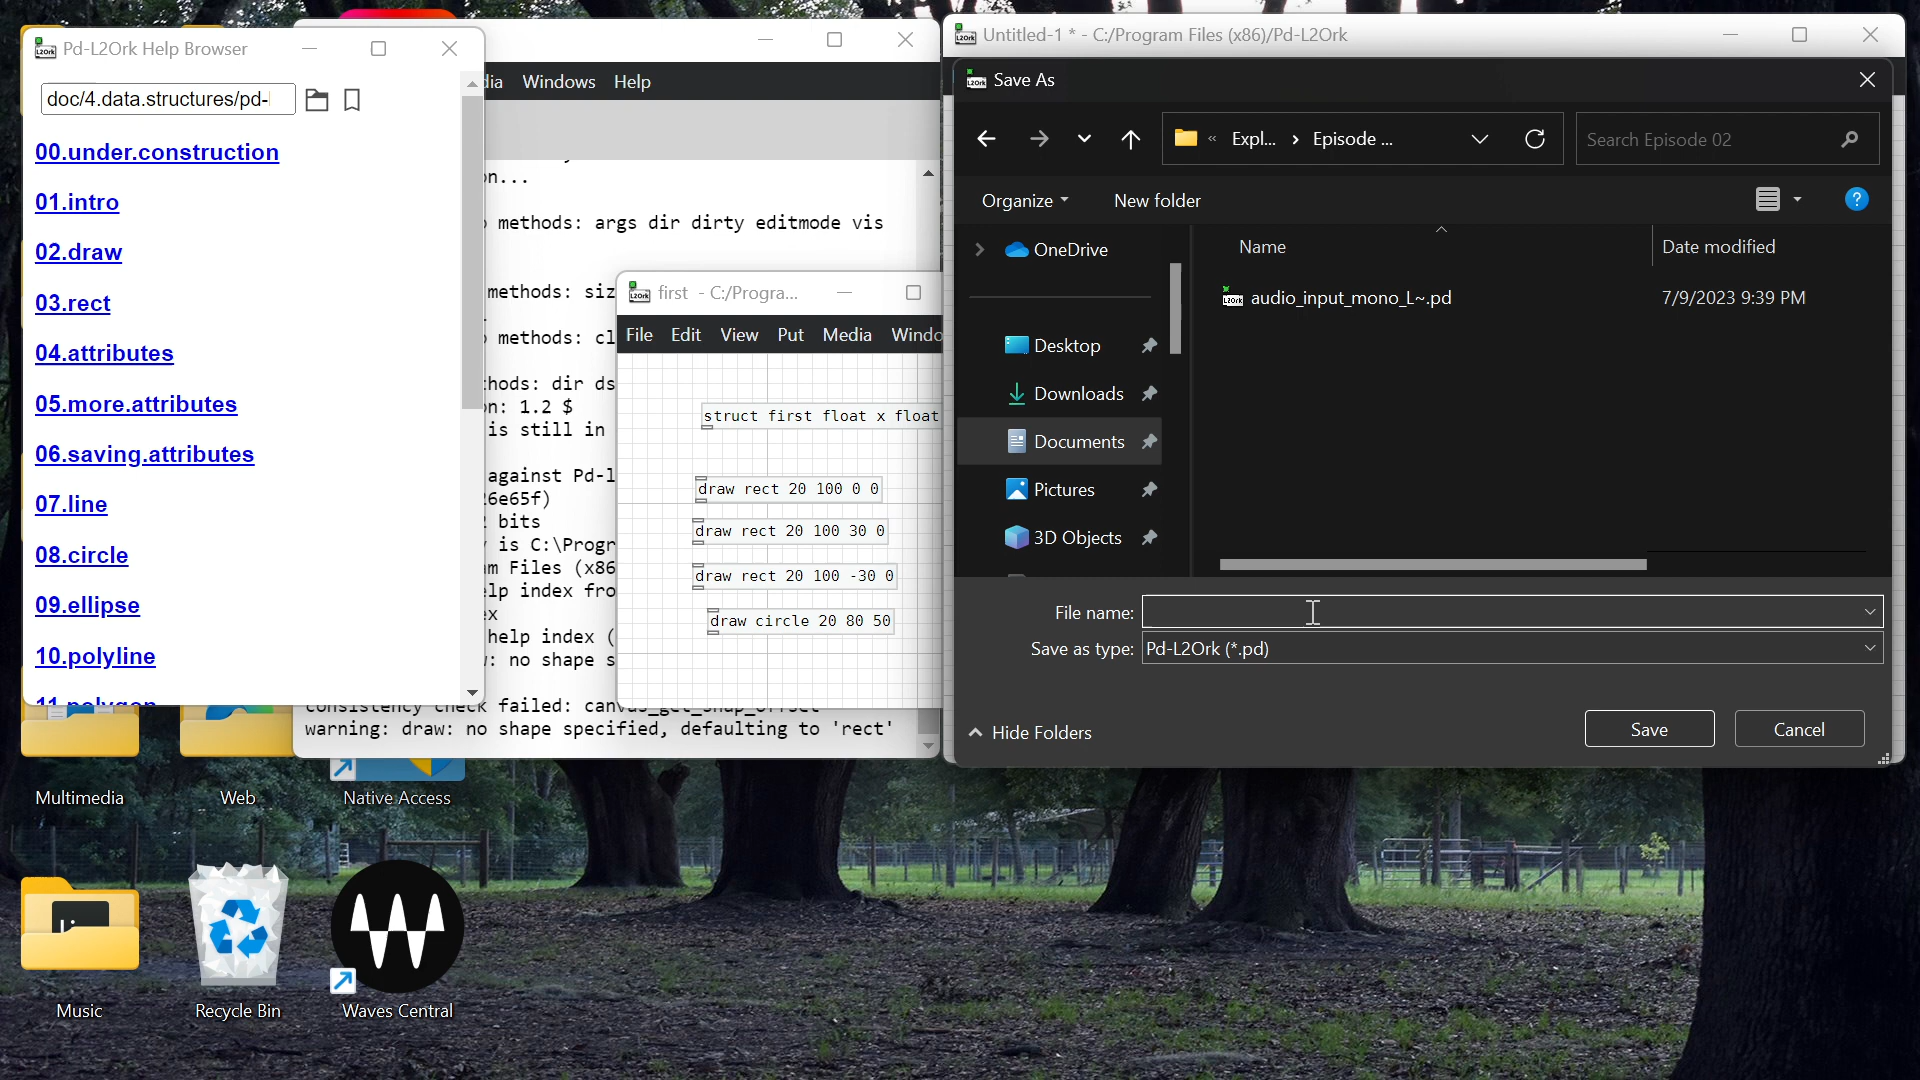 Pd-L2Ork Help Browser
doc/4.data.structures/pd-
00.under.construction
01.intro
02.draw
03.rect
04.attributes
05.more.attributes
06.saving.attributes
07.line
08.circle
09.ellipse
10.polyline
11.polygon
Windows Help
on...
methods: args dir dirty editmode vis
methods: siz
methods: cl
hods: dir ds
n: 1.2 $
is still in
against Pd-l
6e65f)
bits
is C:\Progr
m Files (x86
elp index fro
ex
help index (
: no shape s
consistency check failed: canvas_get_snap_offset
warning: draw: no shape specified, defaulting to 'rect'
first - C:/Progra...
File Edit View Put Media Windo
struct first float x float
draw rect 20 100 0 0
draw rect 20 100 30 0
draw rect 20 100 -30 0
draw circle 20 80 50
Untitled-1 * - C:/Program Files (x86)/Pd-L2Ork
Save As
« Expl... › Episode ...
Search Episode 02
Organize
New folder
OneDrive
Desktop
Downloads
Documents
Pictures
3D Objects
Name
Date modified
audio_input_mono_L~.pd
7/9/2023 9:39 PM
File name:
Save as type: Pd-L2Ork (*.pd)
Hide Folders
Save
Cancel
Multimedia
Web
Native Access
Music
Recycle Bin
Waves Central